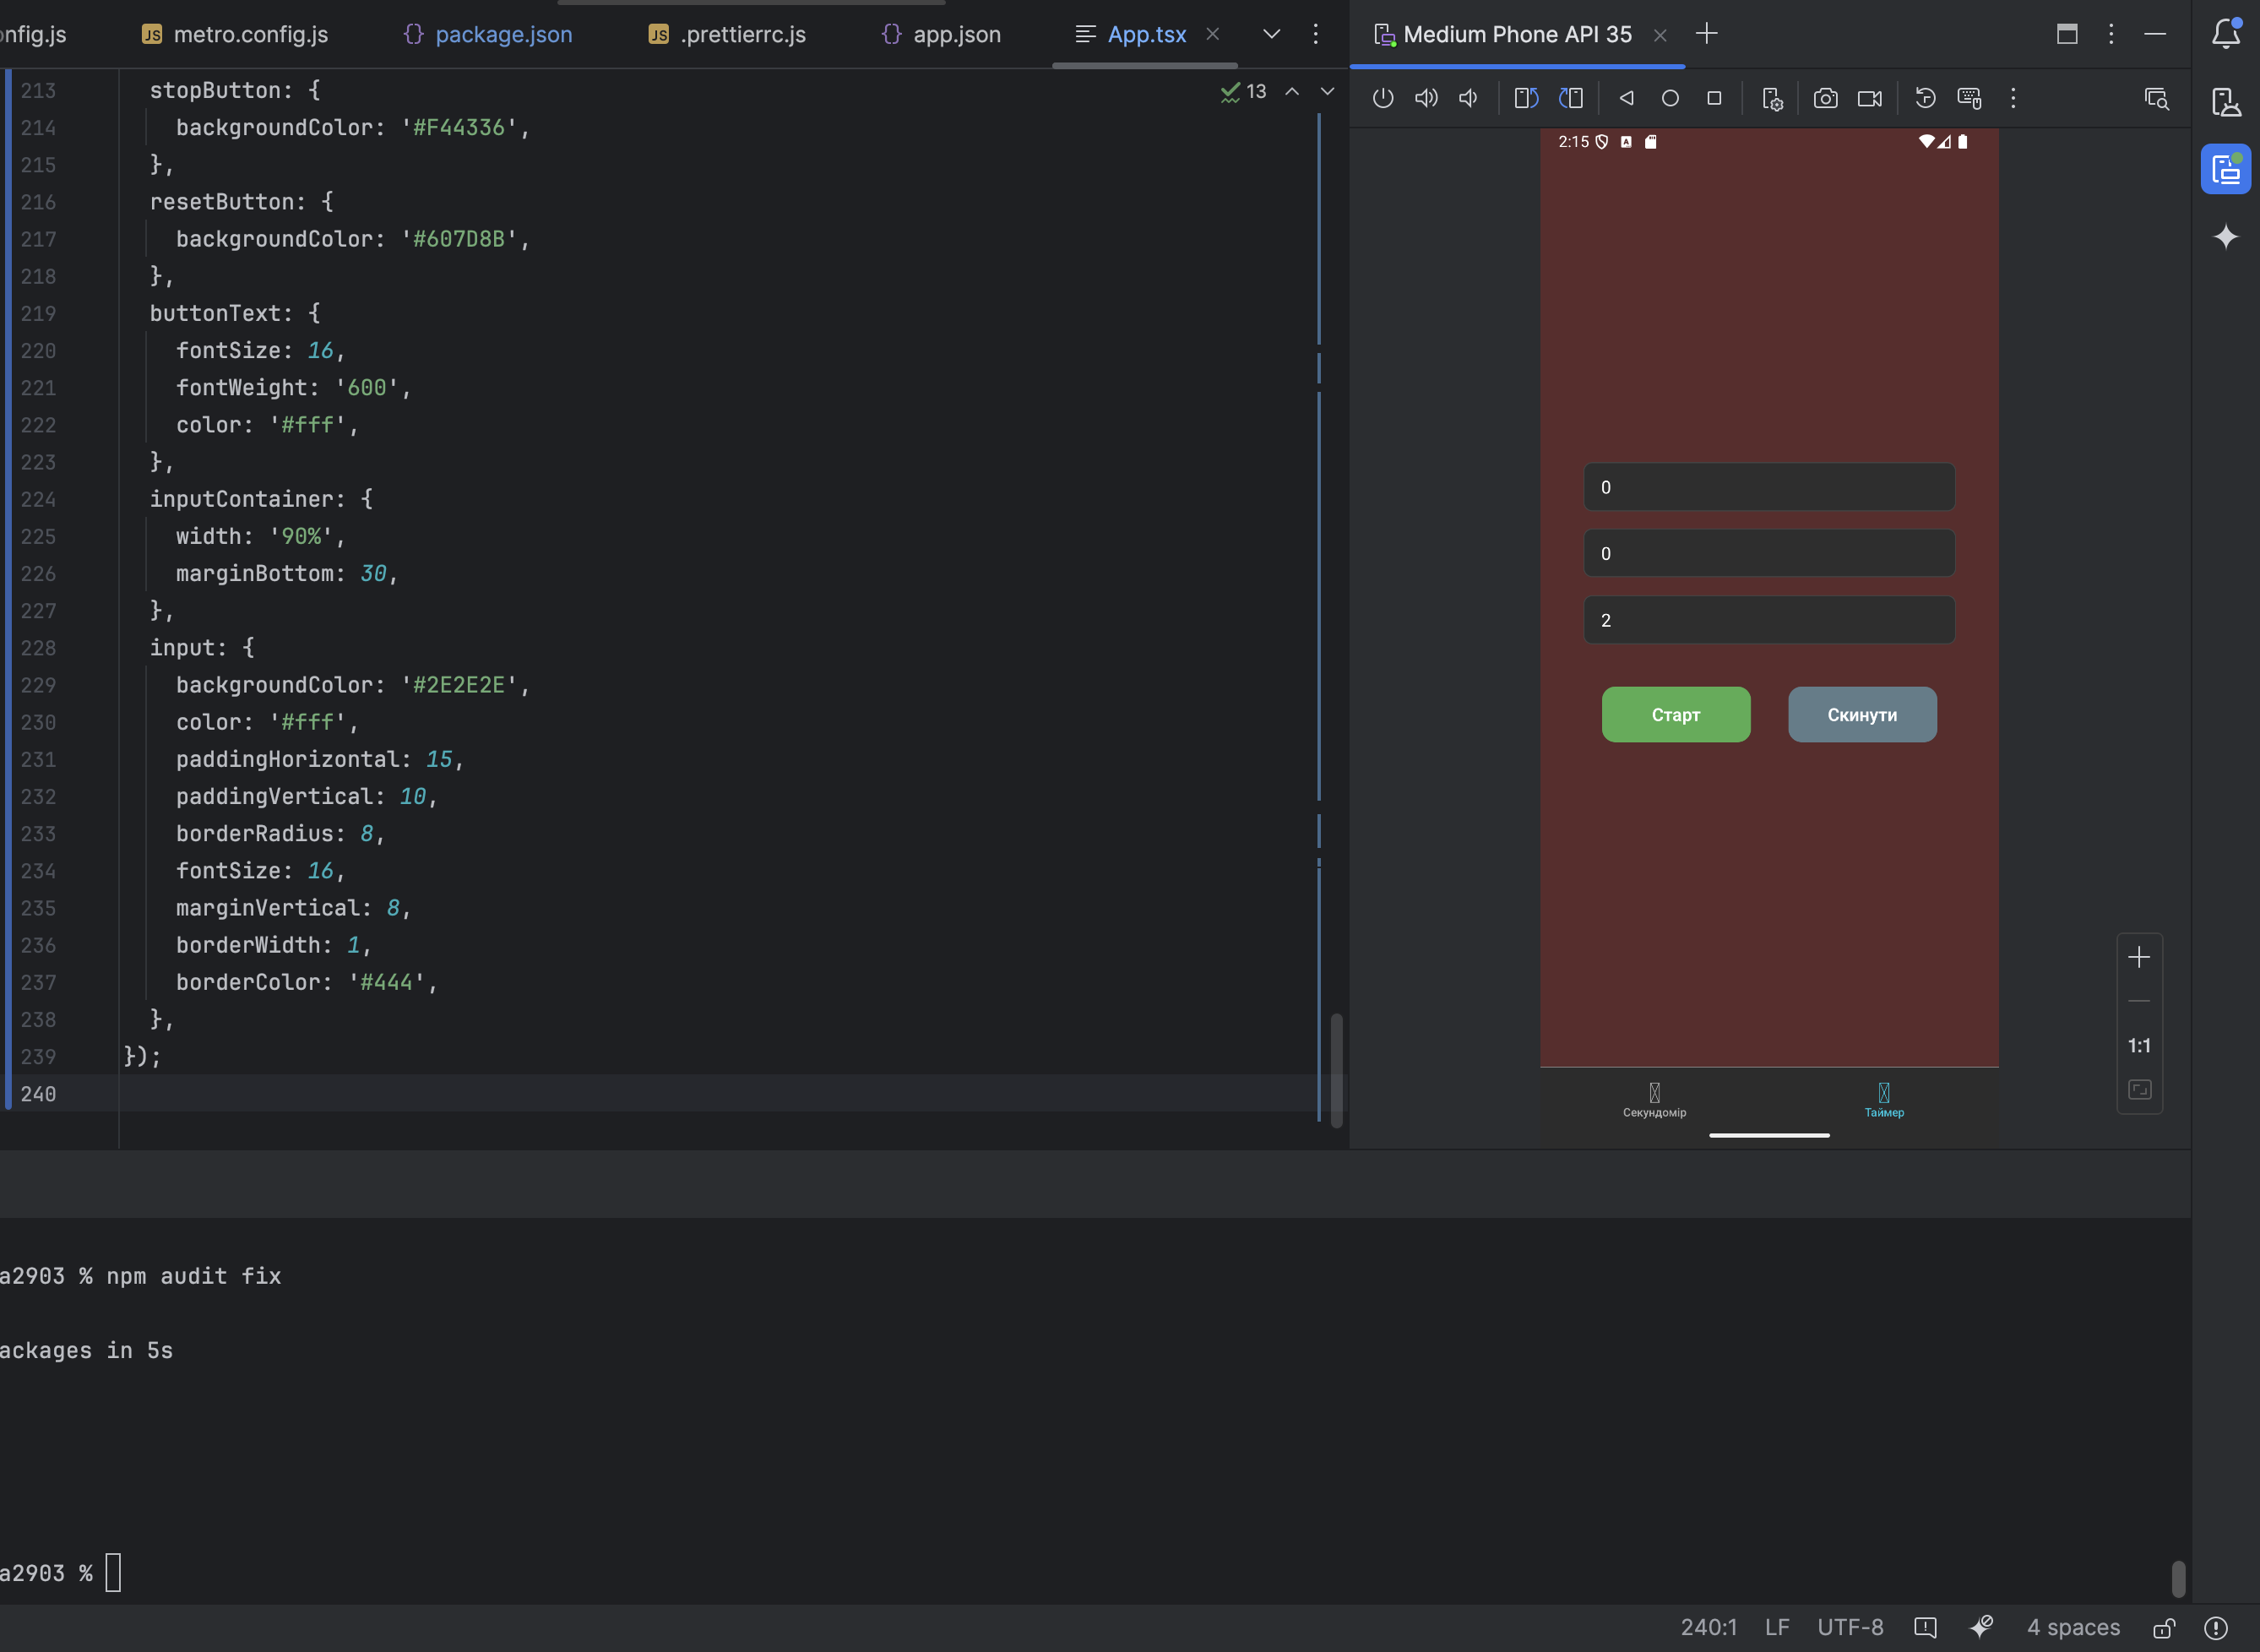 onfig.js
JS metro.config.js
{} package.json
JS .prettierrc.js
{} app.json
App.tsx
Medium Phone API 35
13
213 stopButton: {
214 backgroundColor: '#F44336',
215 },
216 resetButton: {
217 backgroundColor: '#607D8B',
218 },
219 buttonText: {
220 fontSize: 16,
221 fontWeight: '600',
222 color: '#fff',
223 },
224 inputContainer: {
225 width: '90%',
226 marginBottom: 30,
227 },
228 input: {
229 backgroundColor: '#2E2E2E',
230 color: '#fff',
231 paddingHorizontal: 15,
232 paddingVertical: 10,
233 borderRadius: 8,
234 fontSize: 16,
235 marginVertical: 8,
236 borderWidth: 1,
237 borderColor: '#444',
238 },
239 });
240
2:15
0
0
2
Старт
Скинути
Секундомір
Таймер
1:1
a2903 % npm audit fix
ackages in 5s
a2903 %
240:1 LF UTF-8 4 spaces